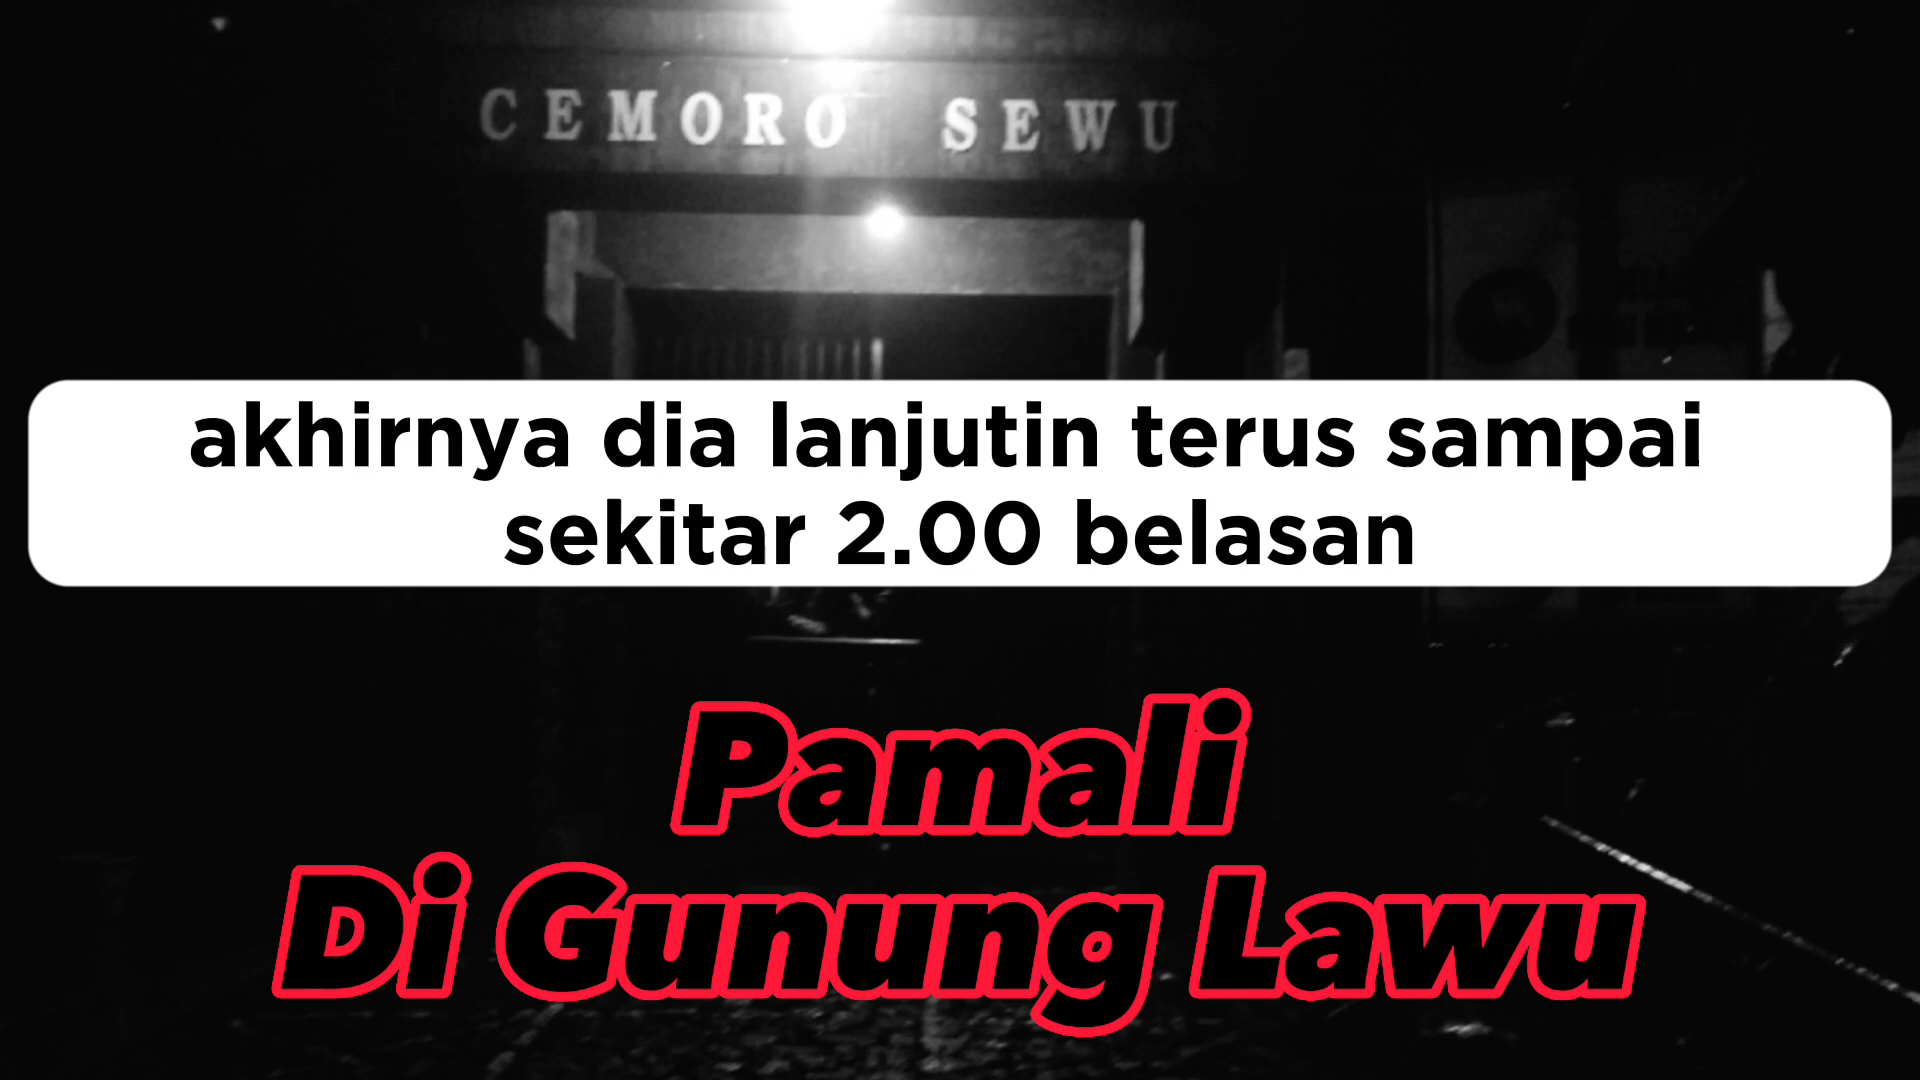 CEMORO SEWU
akhirnya dia lanjutin terus sampai
sekitar 2.00 belasan
Pamali
Di Gunung Lawu